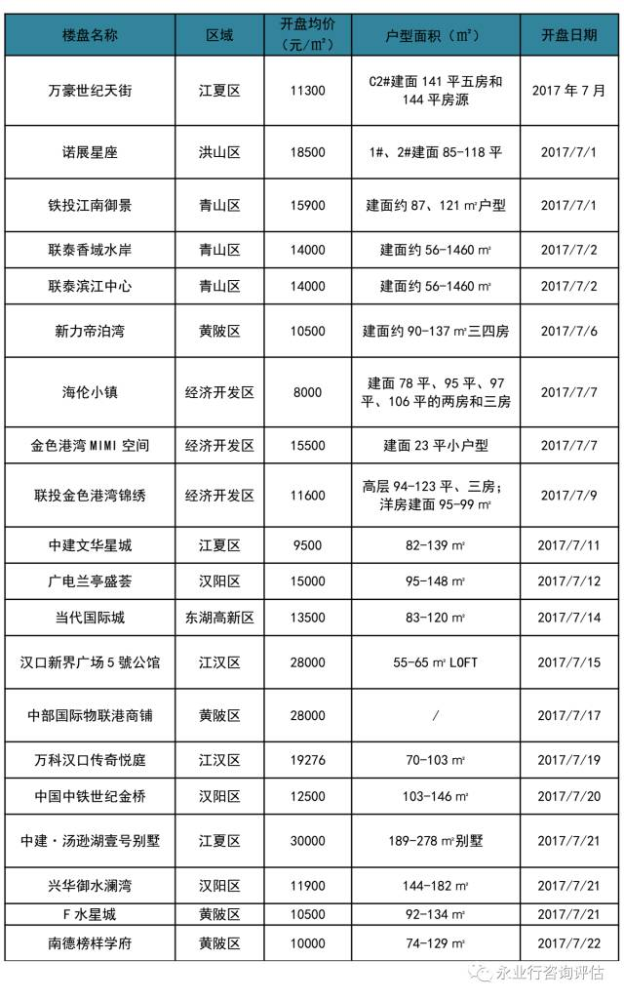 楼盘名称 区域 开盘均价（元/㎡） 户型面积（㎡） 开盘日期
万豪世纪天街 江夏区 11300 C2#建面 141 平五房和 144 平房源 2017 年 7 月
诺展星座 洪山区 18500 1#、2#建面 85-118 平 2017/7/1
铁投江南御景 青山区 15900 建面约 87、121 ㎡户型 2017/7/1
联泰香域水岸 青山区 14000 建面约 56-1460 ㎡ 2017/7/2
联泰滨江中心 青山区 14000 建面约 56-1460 ㎡ 2017/7/2
新力帝泊湾 黄陂区 10500 建面约 90-137 ㎡三四房 2017/7/6
海伦小镇 经济开发区 8000 建面 78 平、95 平、97 平、106 平的两房和三房 2017/7/7
金色港湾 MIMI 空间 经济开发区 15500 建面 23 平小户型 2017/7/7
联投金色港湾锦绣 经济开发区 11600 高层 94-123 平、三房；洋房建面 95-99 ㎡ 2017/7/9
中建文华星城 江夏区 9500 82-139 ㎡ 2017/7/11
广电兰亭盛荟 汉阳区 15000 95-148 ㎡ 2017/7/12
当代国际城 东湖高新区 13500 83-120 ㎡ 2017/7/14
汉口新界广场 5 號公馆 江汉区 28000 55-65 ㎡ LOFT 2017/7/15
中部国际物联港商铺 黄陂区 28000 / 2017/7/17
万科汉口传奇悦庭 江汉区 19276 70-103 ㎡ 2017/7/19
中国中铁世纪金桥 汉阳区 12500 103-146 ㎡ 2017/7/20
中建·汤逊湖壹号别墅 江夏区 30000 189-278 ㎡别墅 2017/7/21
兴华御水澜湾 汉阳区 11900 144-182 ㎡ 2017/7/21
F 水星城 黄陂区 10500 92-134 ㎡ 2017/7/21
南德榜样学府 黄陂区 10000 74-129 ㎡ 2017/7/22
永业行咨询评估